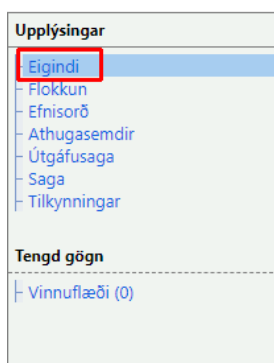 Upplýsingar
Eigindi
Flokkun
Efnisorð
Athugasemdir
Útgáfusaga
Saga
Tilkynningar
Tengd gögn
Vinnuflæði (0)